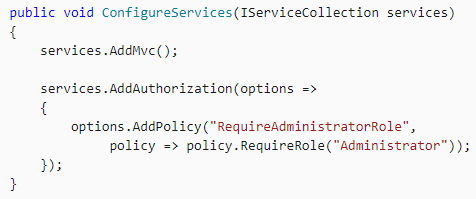 public void ConfigureServices(IServiceCollection services)
{
    services.AddMvc();

    services.AddAuthorization(options =>
    {
        options.AddPolicy("RequireAdministratorRole",
             policy => policy.RequireRole("Administrator"));
    });
}